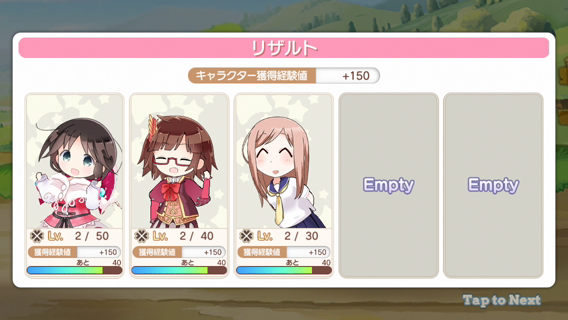 リザルト
キャラクター獲得経験値 +150
Lv. 2 / 50
獲得経験値 +150
あと 40
Lv. 2 / 40
獲得経験値 +150
あと 40
Lv. 2 / 30
獲得経験値 +150
あと 40
Empty
Empty
Tap to Next